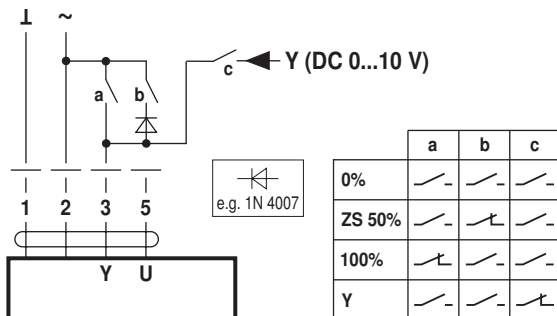 ⊥ ~
c Y (DC 0...10 V)
a b
e.g. 1N 4007
1 2 3 5
Y U
a b c
0%
ZS 50%
100%
Y